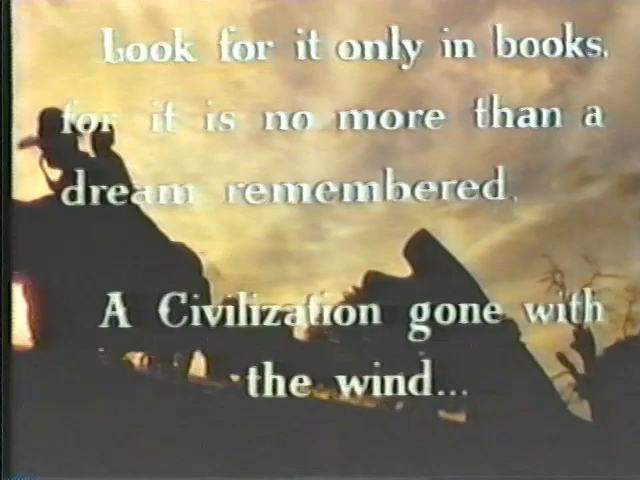 Look for it only in books,
for it is no more than a
dream remembered,
A Civilization gone with
the wind...